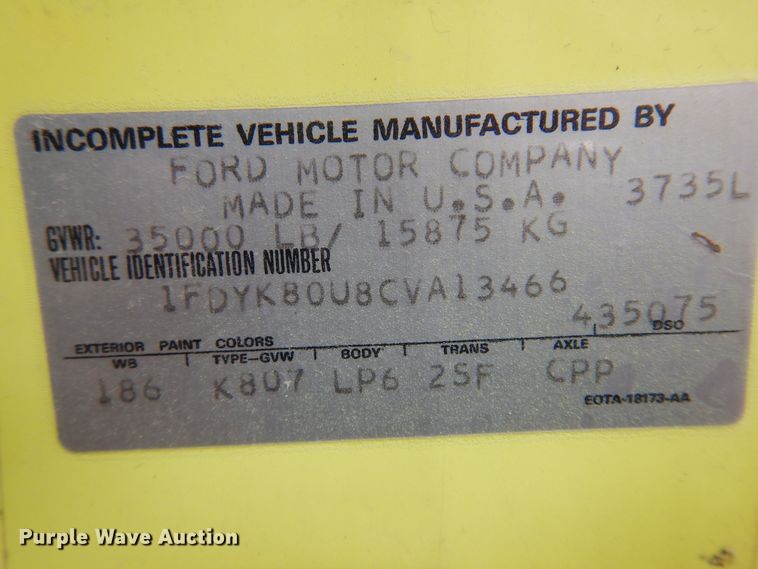 INCOMPLETE VEHICLE MANUFACTURED BY
FORD MOTOR COMPANY
MADE IN U.S.A. 3735L
GVWR: 35000 LB/ 15875 KG
VEHICLE IDENTIFICATION NUMBER
1FDYK80U8CVA13466
435075
EXTERIOR PAINT COLORS DSO
WB TYPE-GVW BODY TRANS AXLE
186 K807 LP6 2SF CPP
EOTA-18173-AA
Purple Wave Auction